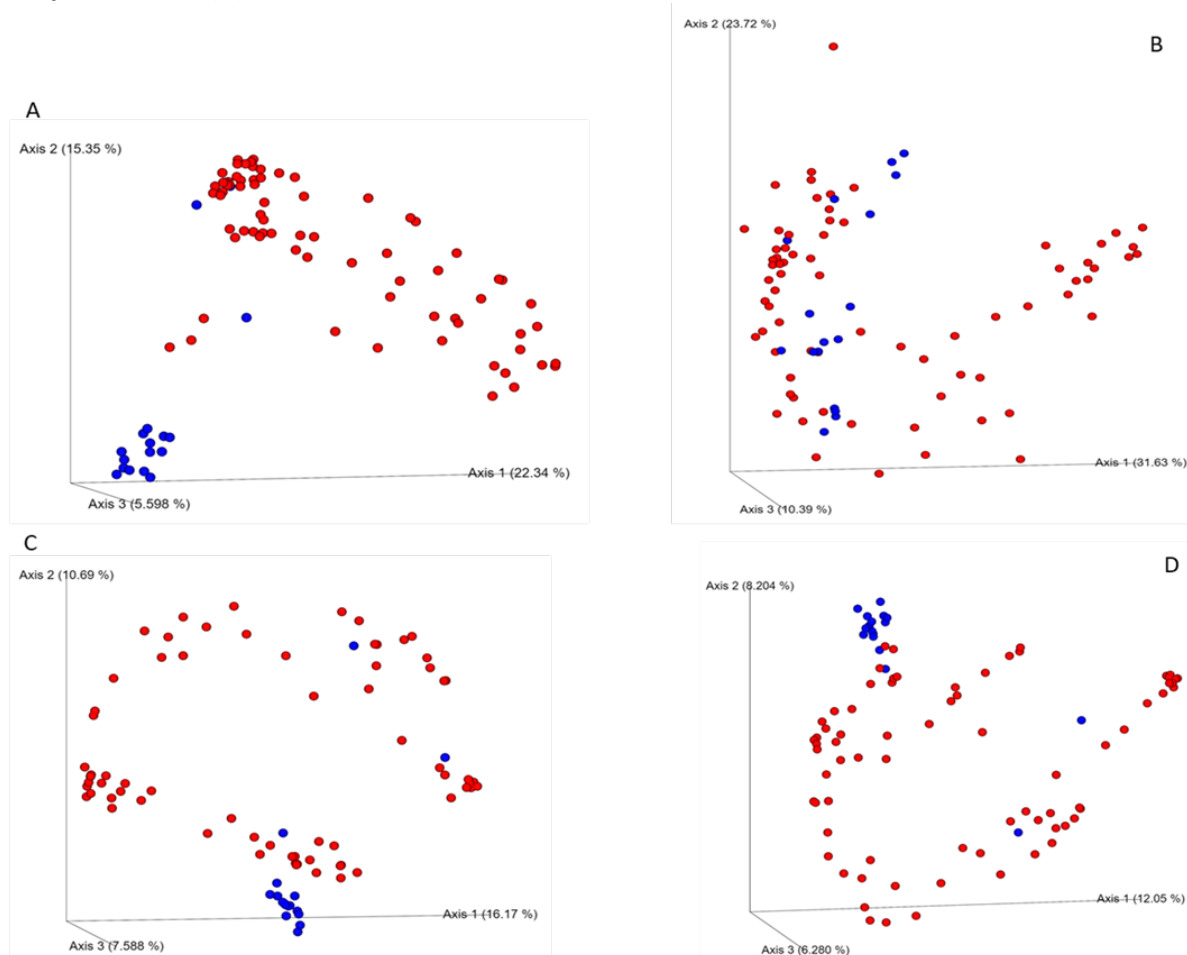 Axis 2 (23.72 %)
B
A
Axis 2 (15.35 %)
Axis 1 (22.34 %)
Axis 3 (5.598 %)
Axis 1 (31.63 %)
Axis 3 (10.39 %)
C
Axis 2 (10.69 %)
Axis 1 (16.17 %)
Axis 3 (7.588 %)
D
Axis 2 (8.204 %)
Axis 1 (12.05 %)
Axis 3 (6.280 %)